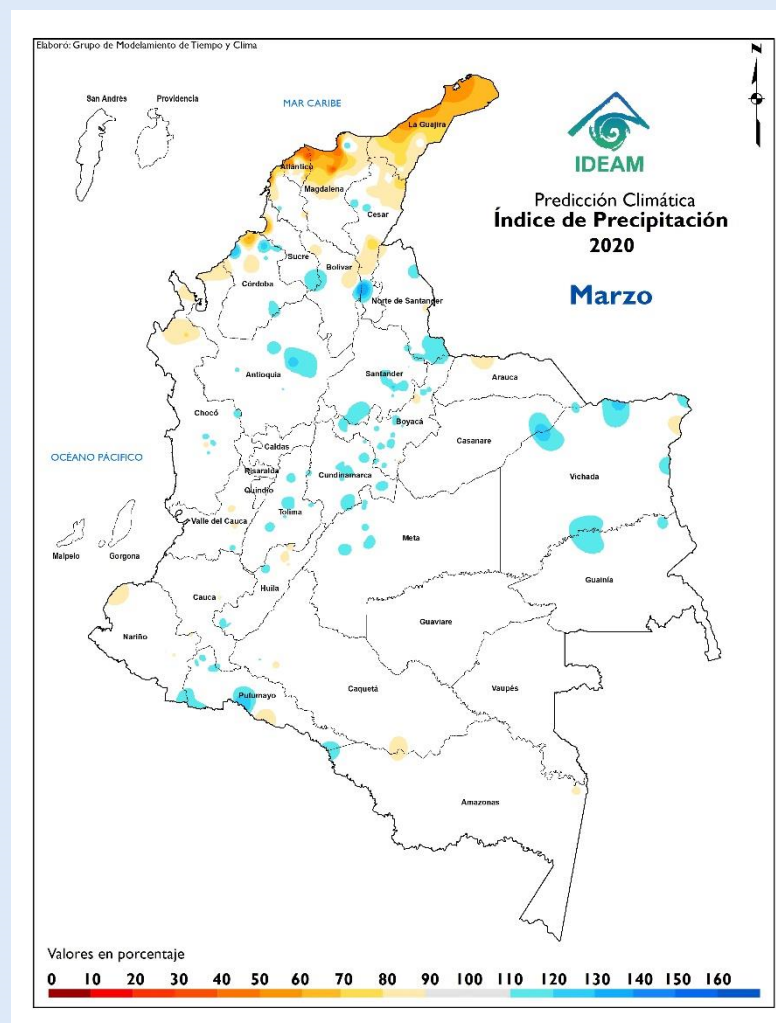 Elaboró: Grupo de Modelamiento de Tiempo y Clima
N
San Andrés
Providencia
MAR CARIBE
La Guajira
IDEAM
Atlántico
Magdalena
Cesar
Predicción Climática
Índice de Precipitación
2020
Marzo
Sucre
Bolívar
Córdoba
Norte de Santander
Antioquia
Santander
Arauca
Chocó
Boyacá
Casanare
OCÉANO PÁCIFICO
Caldas
Risaralda
Cundinamarca
Vichada
Quindío
Tolima
Valle del Cauca
Meta
Malpelo
Gorgona
Guainía
Huila
Cauca
Guaviare
Nariño
Caquetá
Vaupés
Putumayo
Amazonas
Valores en porcentaje
0 10 20 30 40 50 60 70 80 90 100 110 120 130 140 150 160